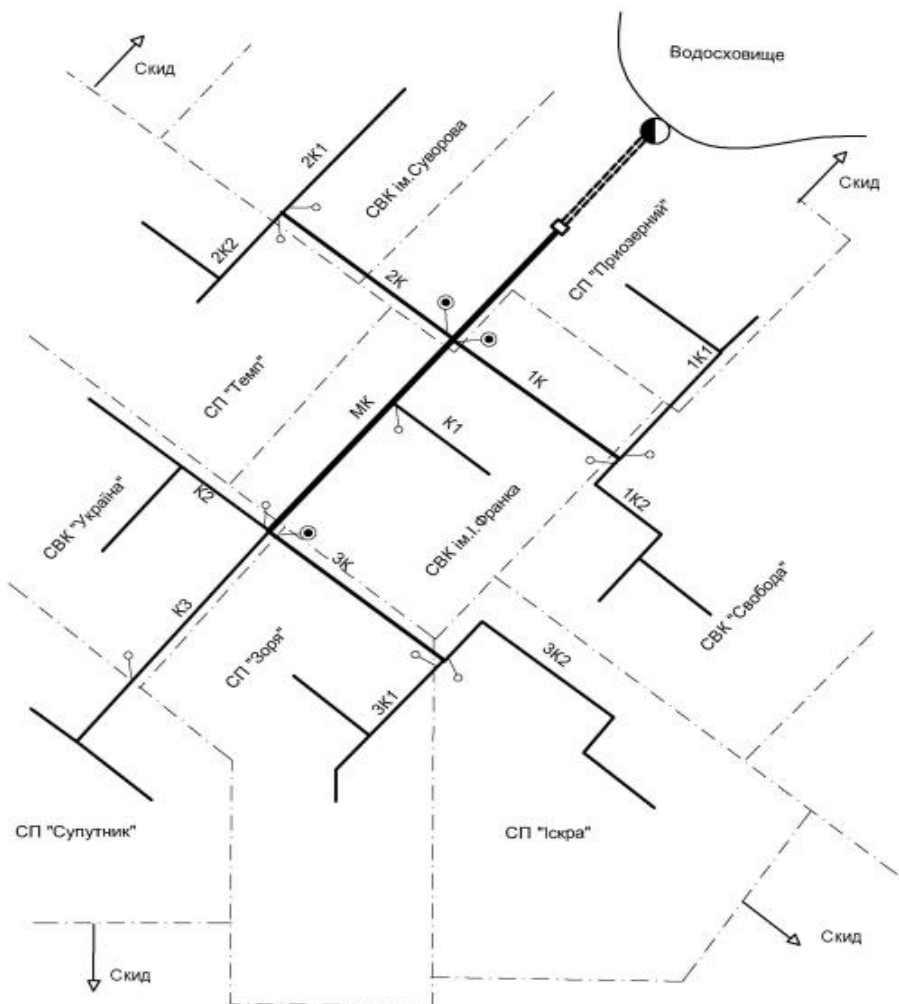 Водосховище
Скид
2К1
СВК ім.Суворова
Скид
2К2
2К
СП "Приозерний"
СП "Темп"
1К
1К1
МК
К1
К2
СВК "Україна"
СВК ім.І.Франка
1К2
3К
СВК "Свобода"
К3
СП "Зоря"
3К2
3К1
СП "Супутник"
СП "Іскра"
Скид
Скид